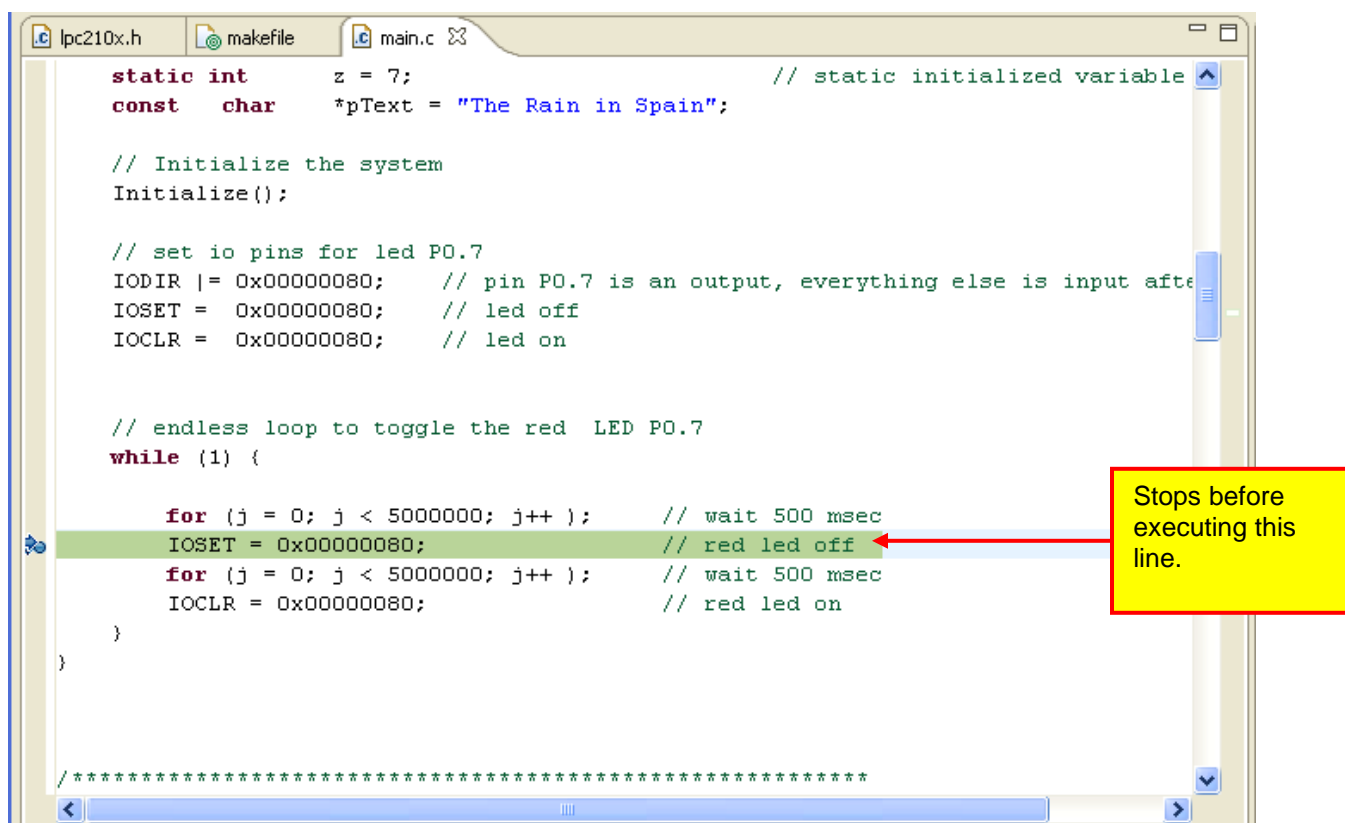 lpc210x.h makefile main.c
static int z = 7; // static initialized variable
const char *pText = "The Rain in Spain";
// Initialize the system
Initialize();
// set io pins for led P0.7
IODIR |= 0x00000080; // pin P0.7 is an output, everything else is input afte
IOSET = 0x00000080; // led off
IOCLR = 0x00000080; // led on
// endless loop to toggle the red LED P0.7
while (1) {
for (j = 0; j < 5000000; j++ ); // wait 500 msec
IOSET = 0x00000080; // red led off
for (j = 0; j < 5000000; j++ ); // wait 500 msec
IOCLR = 0x00000080; // red led on
}
}
/**********************************************************
Stops before
executing this
line.